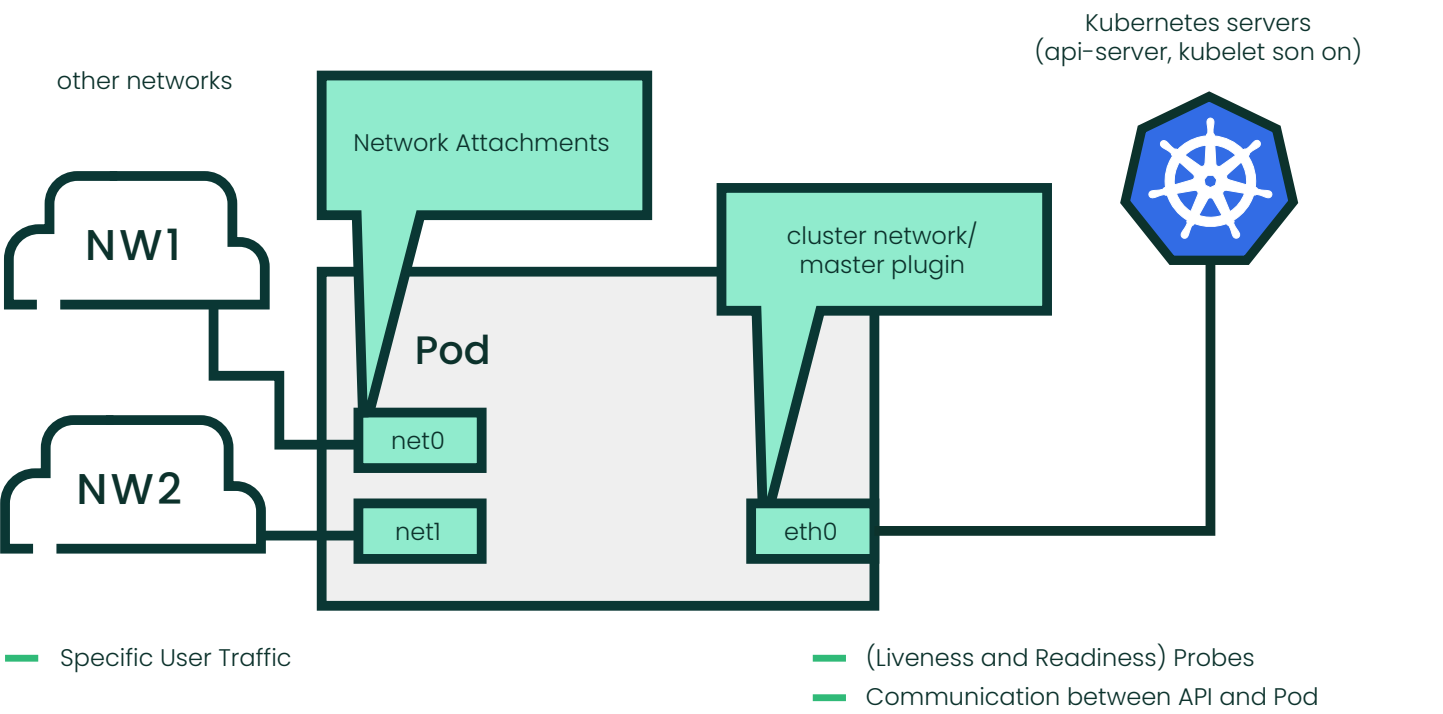 Kubernetes servers
(api-server, kubelet son on)
other networks
Network Attachments
NW1
cluster network/
master plugin
Pod
net0
NW2
net1
eth0
Specific User Traffic
(Liveness and Readiness) Probes
Communication between API and Pod